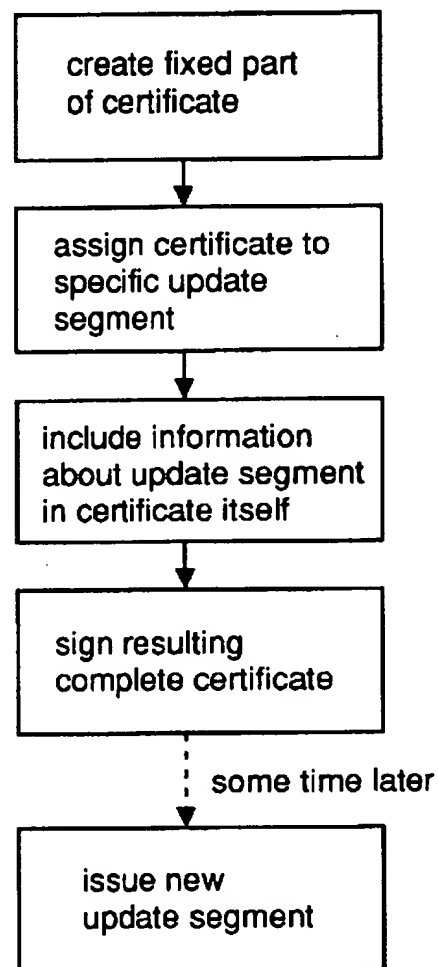 create fixed part
of certificate
assign certificate to
specific update
segment
include information
about update segment
in certificate itself
sign resulting
complete certificate
some time later
issue new
update segment